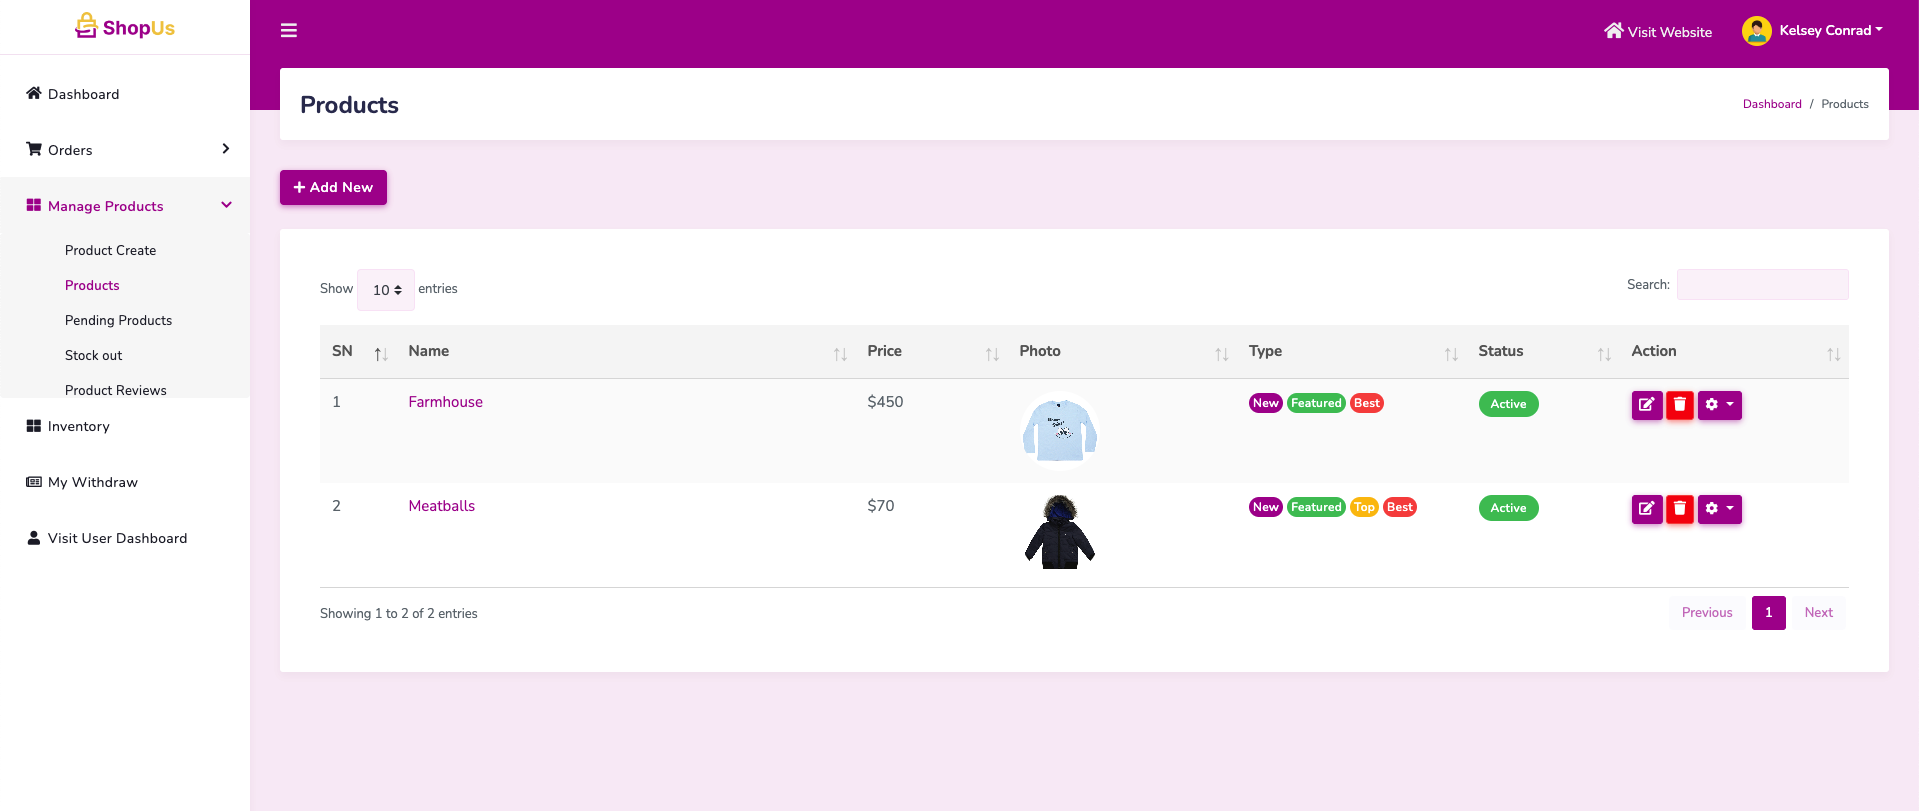 ShopUs
Visit Website
Kelsey Conrad
Dashboard
Orders
Manage Products
Product Create
Products
Pending Products
Stock out
Product Reviews
Inventory
My Withdraw
Visit User Dashboard
Products
Dashboard / Products
Add New
Show 10 entries
Search:
SN Name Price Photo Type Status Action
1 Farmhouse $450 New Featured Best Active
2 Meatballs $70 New Featured Top Best Active
Showing 1 to 2 of 2 entries
Previous 1 Next